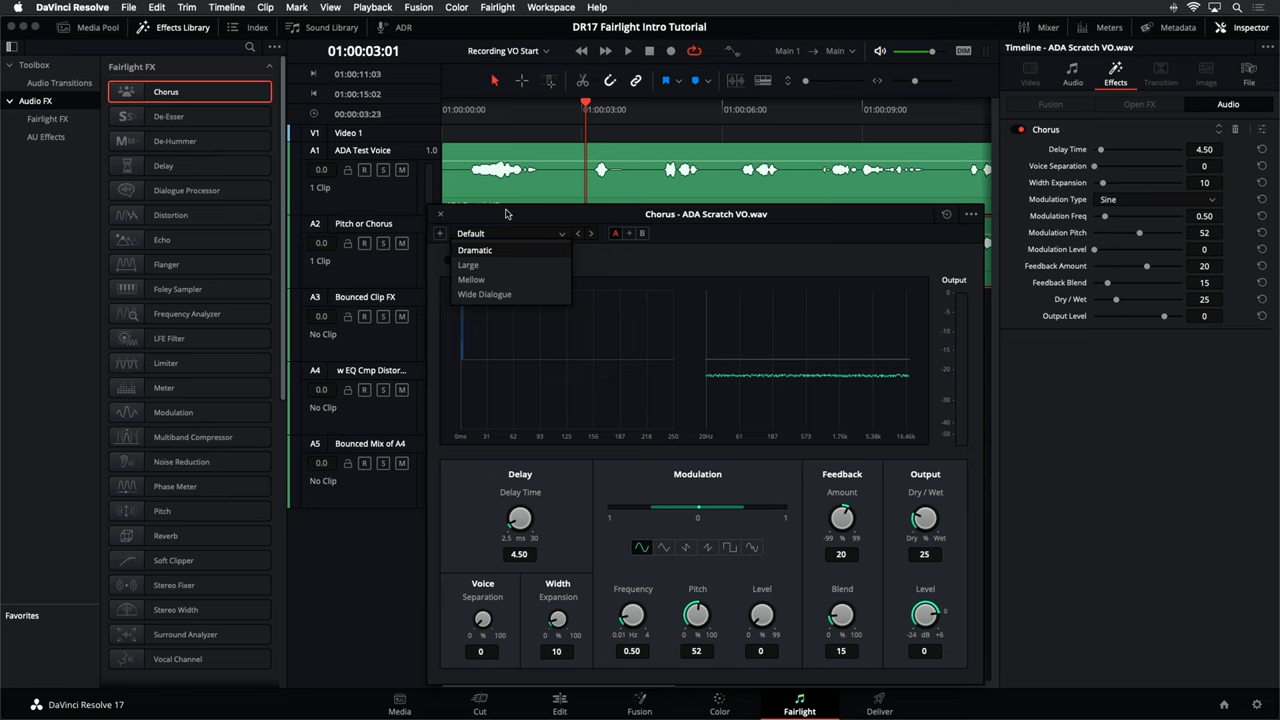 DaVinci Resolve File Edit Trim Timeline Clip Mark View Playback Fusion Color Fairlight Workspace Help
Media Pool Effects Library Index Sound Library ADR DR17 Fairlight Intro Tutorial Mixer Meters Metadata Inspector
Toolbox
Audio Transitions
Audio FX
Fairlight FX
AU Effects
Favorites
Fairlight FX
Chorus
De-Esser
De-Hummer
Delay
Dialogue Processor
Distortion
Echo
Flanger
Foley Sampler
Frequency Analyzer
LFE Filter
Limiter
Meter
Modulation
Multiband Compressor
Noise Reduction
Phase Meter
Pitch
Reverb
Soft Clipper
Stereo Fixer
Stereo Width
Surround Analyzer
Vocal Channel
01:00:03:01 Recording VO Start Main 1 Main DIM
01:00:11:03
01:00:15:02
00:00:03:23
01:00:00:00 01:00:03:00 01:00:06:00 01:00:09:00
V1 Video 1
A1 ADA Test Voice 1.0
0.0 R S M
1 Clip
A2 Pitch or Chorus
0.0 R S M
1 Clip
A3 Bounced Clip FX
0.0 R S M
No Clip
A4 w EQ Cmp Distor...
0.0 R S M
No Clip
A5 Bounced Mix of A4
0.0 R S M
No Clip
Chorus - ADA Scratch VO.wav
Default A B
Dramatic
Large
Mellow
Wide Dialogue
Output
0
-5
-10
-15
-20
-30
-40
-50
0ms 31 62 93 125 156 187 218 250 20Hz 61 187 573 1.76k 5.38k 16.46k
Delay
Delay Time
2.5 ms 30
4.50
Voice
Separation
0 % 100
0
Width
Expansion
0 % 100
10
Modulation
1 0 1
Frequency
0.01 Hz 4
0.50
Pitch
0 % 100
52
Level
0 % 99
0
Feedback
Amount
-99 % 99
20
Blend
0 % 100
15
Output
Dry / Wet
Dry % Wet
25
Level
0
-24 dB +6
0
Timeline - ADA Scratch VO.wav
Video Audio Effects Transition Image File
Fusion Open FX Audio
Chorus
Delay Time 4.50
Voice Separation 0
Width Expansion 10
Modulation Type Sine
Modulation Freq 0.50
Modulation Pitch 52
Modulation Level 0
Feedback Amount 20
Feedback Blend 15
Dry / Wet 25
Output Level 0
DaVinci Resolve 17 Media Cut Edit Fusion Color Fairlight Deliver